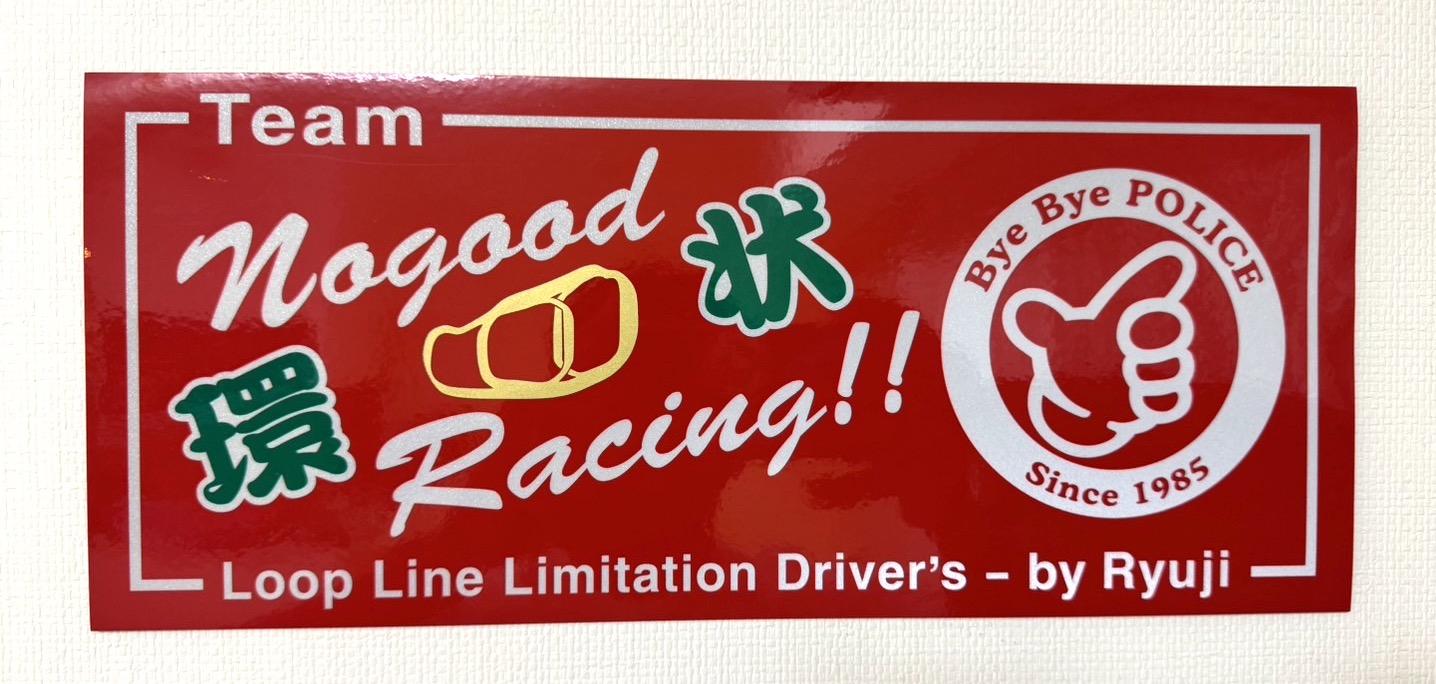 Team
Nogood
環状
Racing!!
Bye Bye POLICE
Since 1985
Loop Line Limitation Driver's – by Ryuji